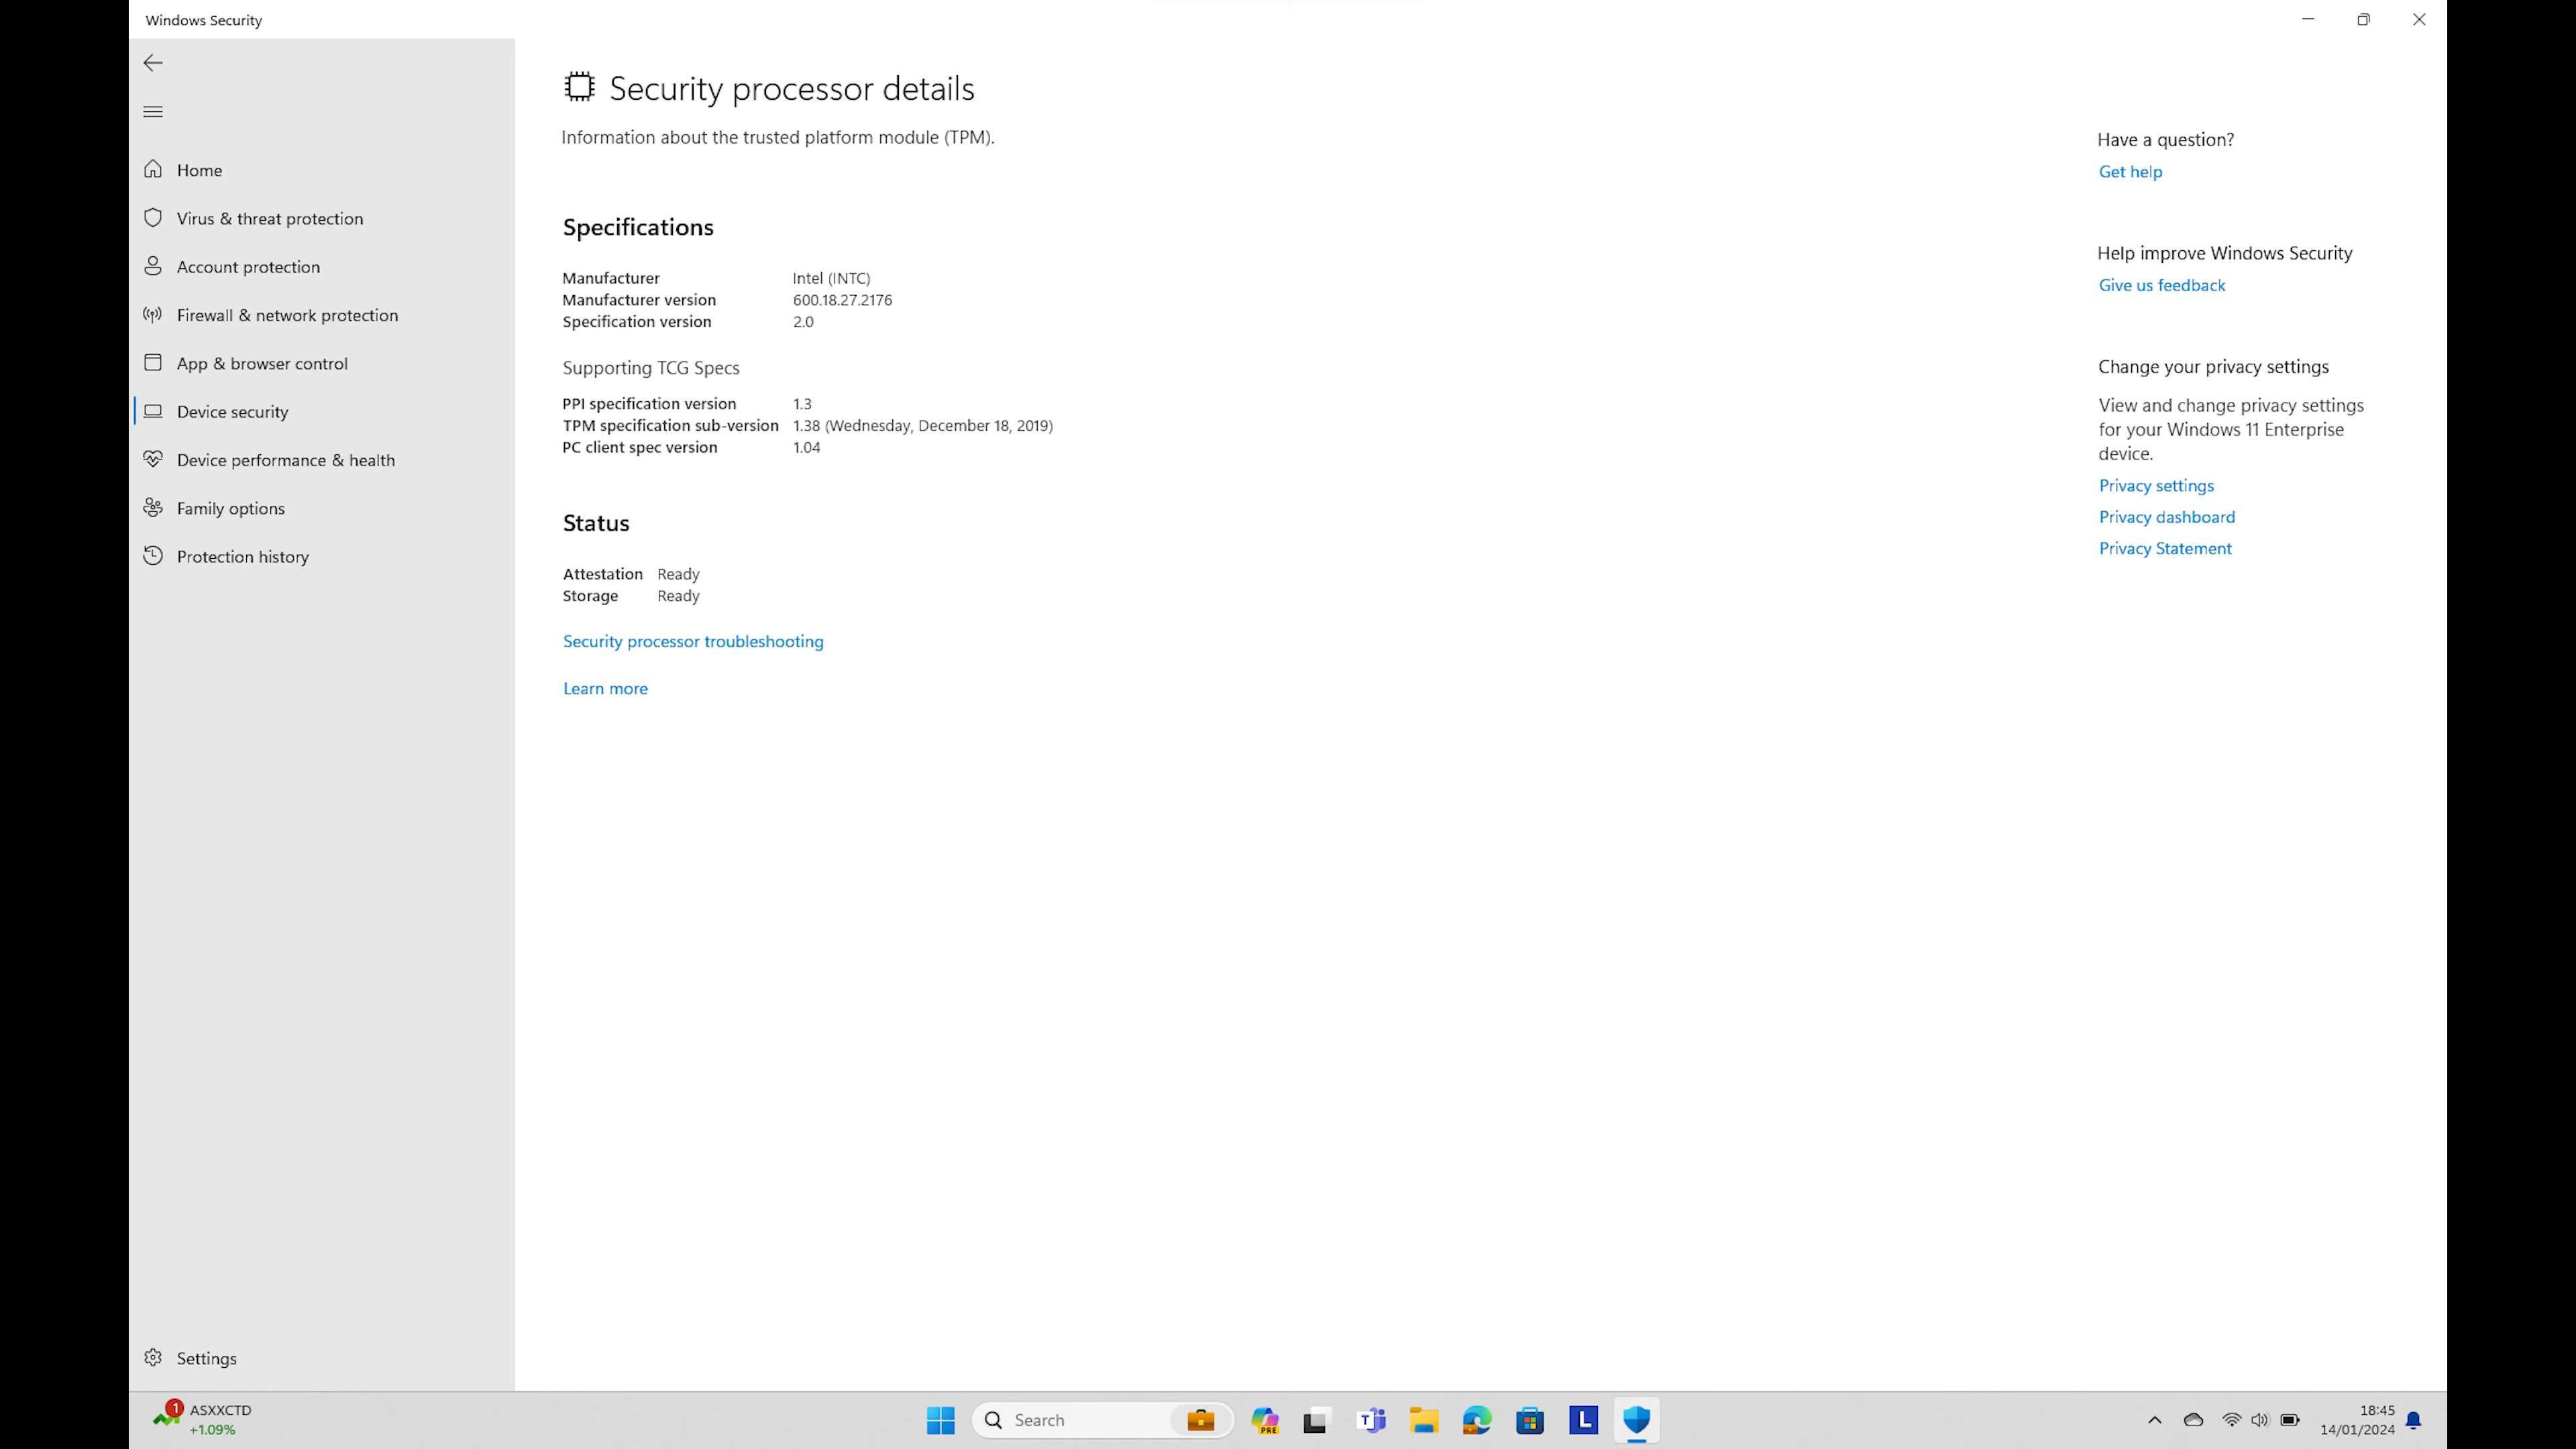 Windows Security
Home
Virus & threat protection
Account protection
Firewall & network protection
App & browser control
Device security
Device performance & health
Family options
Protection history
Settings
Security processor details
Information about the trusted platform module (TPM).
Specifications
Manufacturer Intel (INTC)
Manufacturer version 600.18.27.2176
Specification version 2.0
Supporting TCG Specs
PPI specification version 1.3
TPM specification sub-version 1.38 (Wednesday, December 18, 2019)
PC client spec version 1.04
Status
Attestation Ready
Storage Ready
Security processor troubleshooting
Learn more
Have a question?
Get help
Help improve Windows Security
Give us feedback
Change your privacy settings
View and change privacy settings
for your Windows 11 Enterprise
device.
Privacy settings
Privacy dashboard
Privacy Statement
1 ASXXCTD
+1.09%
Search
PRE
T
L
18:45
14/01/2024